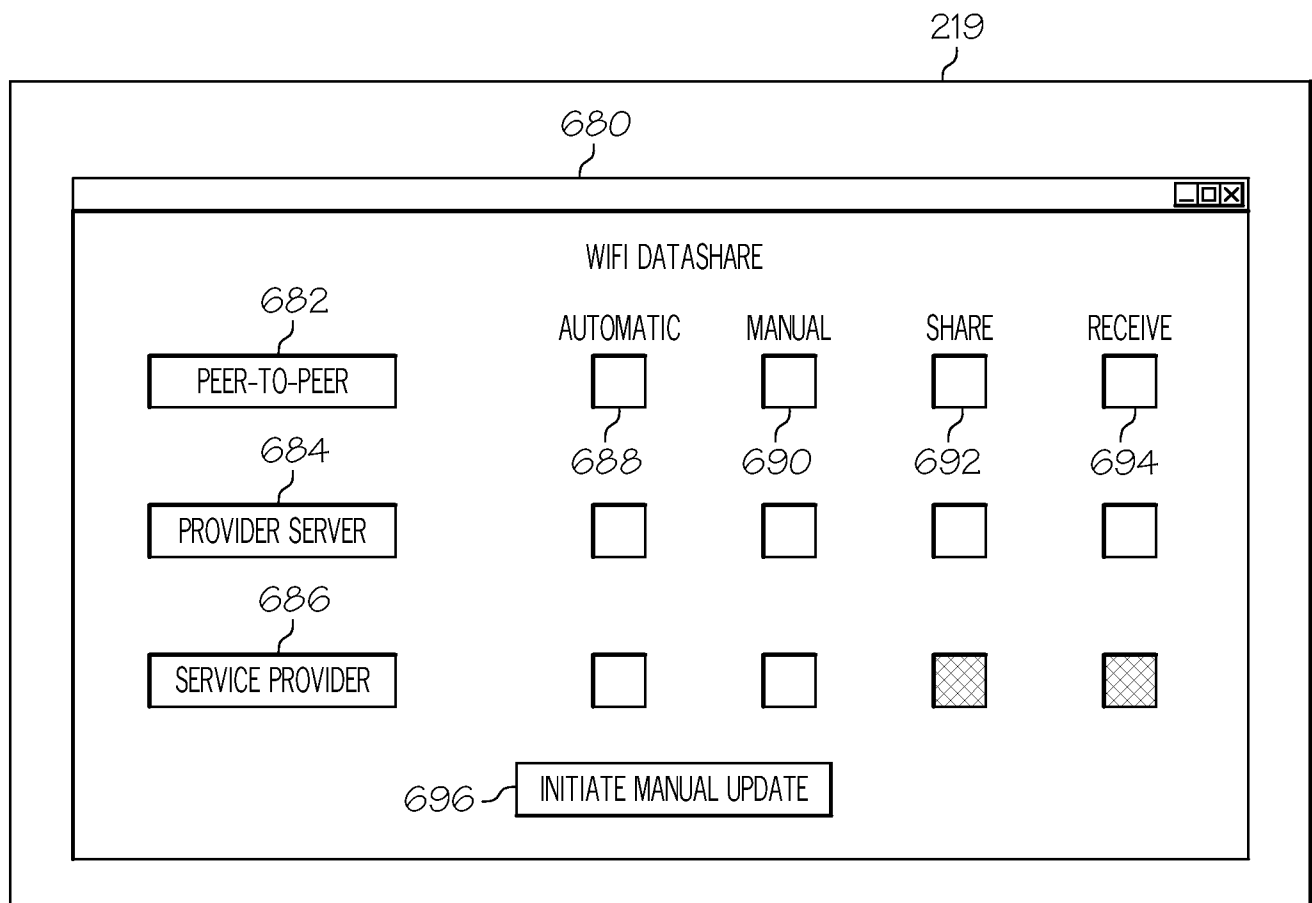 219
680
WIFI DATASHARE
682
AUTOMATIC MANUAL SHARE RECEIVE
PEER-TO-PEER
684
688 690 692 694
PROVIDER SERVER
686
SERVICE PROVIDER
696 INITIATE MANUAL UPDATE